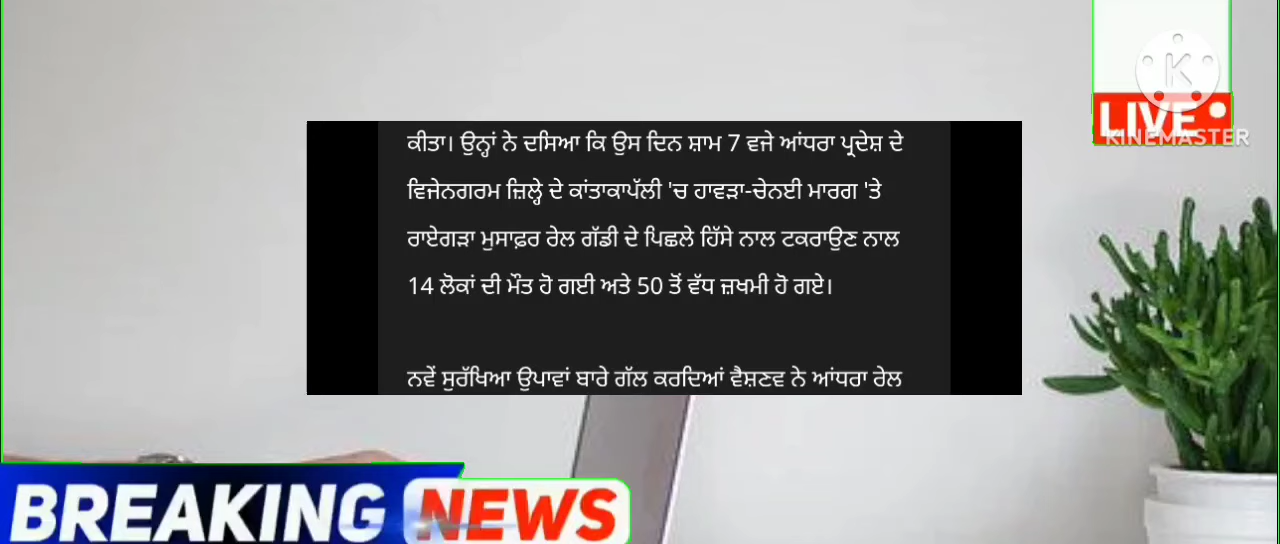 LIVE
KINEMASTER
ਕੀਤਾ। ਉਨ੍ਹਾਂ ਨੇ ਦਸਿਆ ਕਿ ਉਸ ਦਿਨ ਸ਼ਾਮ 7 ਵਜੇ ਆਂਧਰਾ ਪ੍ਰਦੇਸ਼ ਦੇ
ਵਿਜੇਨਗਰਮ ਜ਼ਿਲ੍ਹੇ ਦੇ ਕਾਂਤਾਕਾਪੱਲੀ 'ਚ ਹਾਵੜਾ-ਚੇਨਈ ਮਾਰਗ 'ਤੇ
ਰਾਏਗੜਾ ਮੁਸਾਫ਼ਰ ਰੇਲ ਗੱਡੀ ਦੇ ਪਿਛਲੇ ਹਿੱਸੇ ਨਾਲ ਟਕਰਾਉਣ ਨਾਲ
14 ਲੋਕਾਂ ਦੀ ਮੌਤ ਹੋ ਗਈ ਅਤੇ 50 ਤੋਂ ਵੱਧ ਜ਼ਖਮੀ ਹੋ ਗਏ।
ਨਵੇਂ ਸੁਰੱਖਿਆ ਉਪਾਵਾਂ ਬਾਰੇ ਗੱਲ ਕਰਦਿਆਂ ਵੈਸ਼ਣਵ ਨੇ ਆਂਧਰਾ ਰੇਲ
BREAKING NEWS